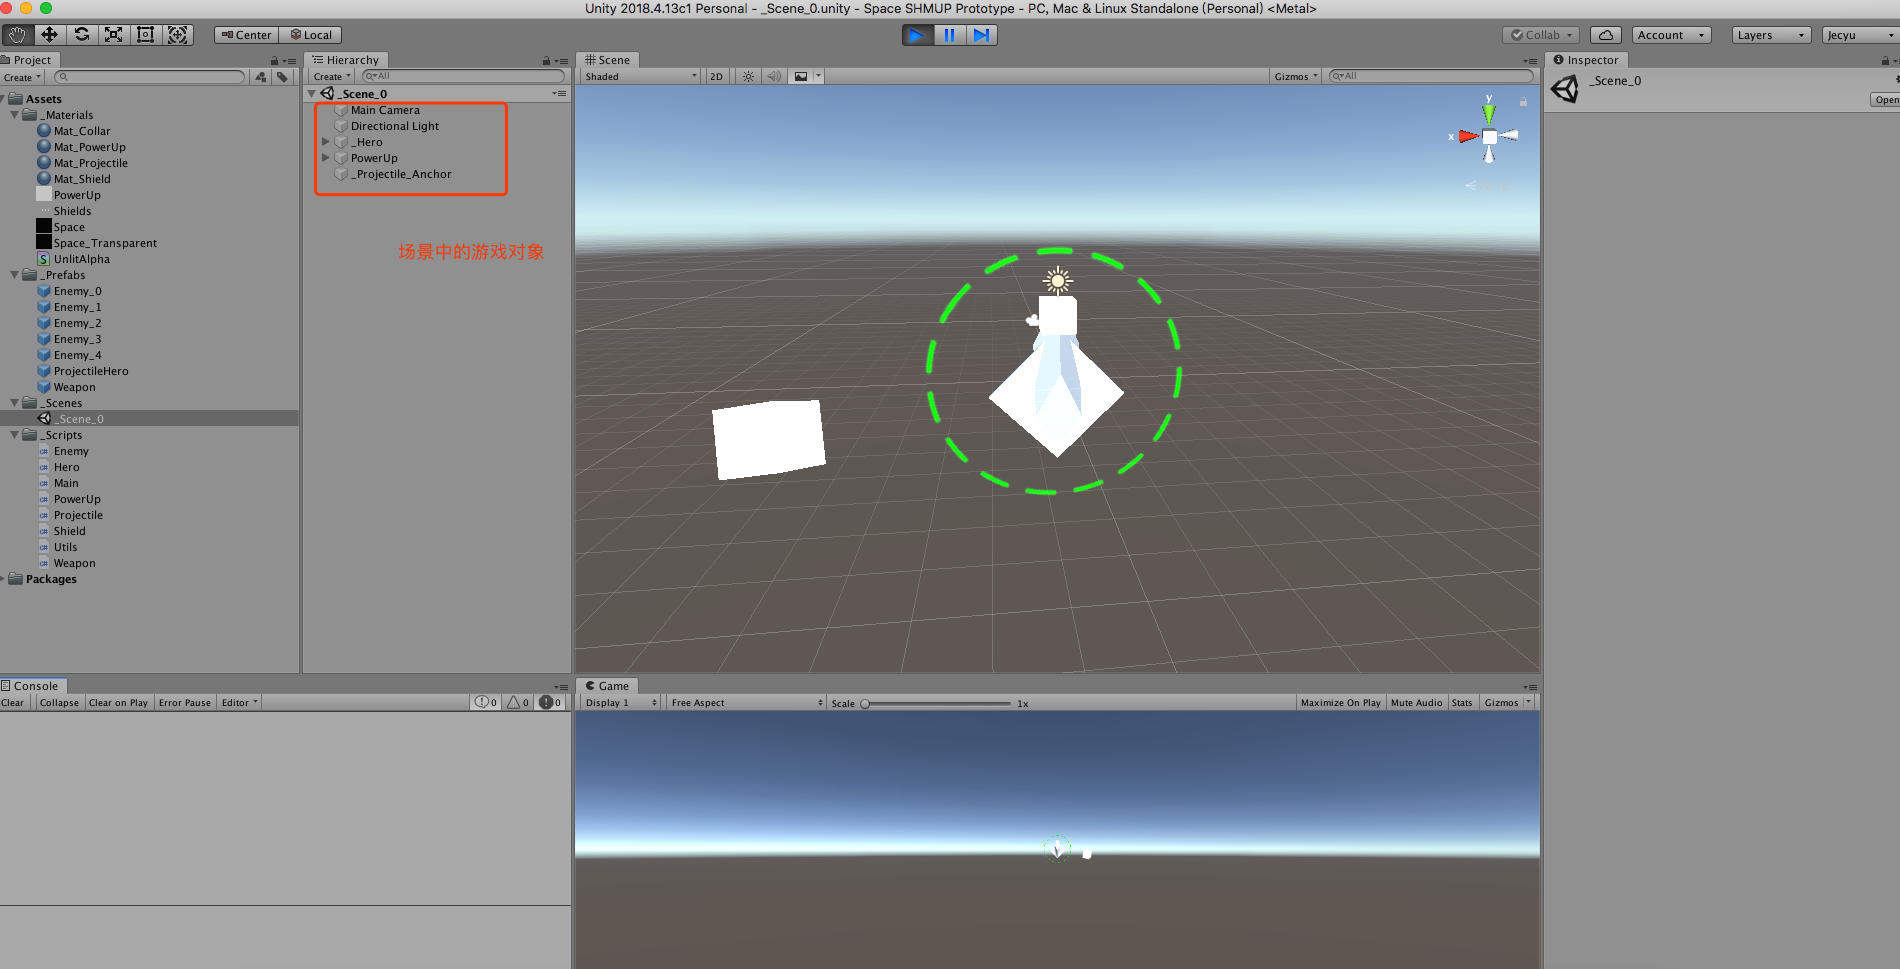 Unity 2018.4.13c1 Personal - _Scene_0.unity - Space SHMUP Prototype - PC, Mac & Linux Standalone (Personal) <Metal>
Center Local Collab Account Layers Jecyu
Project
Create
Assets
_Materials
Mat_Collar
Mat_PowerUp
Mat_Projectile
Mat_Shield
PowerUp
Shields
Space
Space_Transparent
UnlitAlpha
_Prefabs
Enemy_0
Enemy_1
Enemy_2
Enemy_3
Enemy_4
ProjectileHero
Weapon
_Scenes
_Scene_0
_Scripts
Enemy
Hero
Main
PowerUp
Projectile
Shield
Utils
Weapon
Packages
Hierarchy
Create All
_Scene_0
Main Camera
Directional Light
_Hero
PowerUp
_Projectile_Anchor
场景中的游戏对象
Scene
Shaded 2D Gizmos All
y
x
Inspector
_Scene_0
Open
Console
Clear Collapse Clear on Play Error Pause Editor 0 0 0
Game
Display 1 Free Aspect Scale 1x Maximize On Play Mute Audio Stats Gizmos